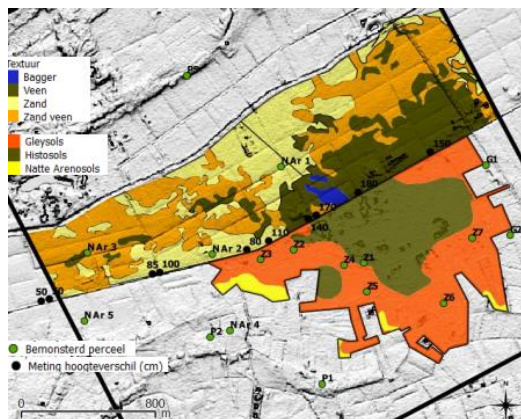 Textuur
Bagger
Veen
Zand
Zand veen
Gleysols
Histosols
Natte Arenosols
NAr 1
150
G1
180
170
140
110
80
NAr 2
NAr 3
85 100
50
Z2
Z3
Z4 Z1
Z7
Z5
Z6
NAr 5
NAr 4
P2
P1
Bemonsterd perceel
Meting hoogteverschil (cm)
0 800
m
N